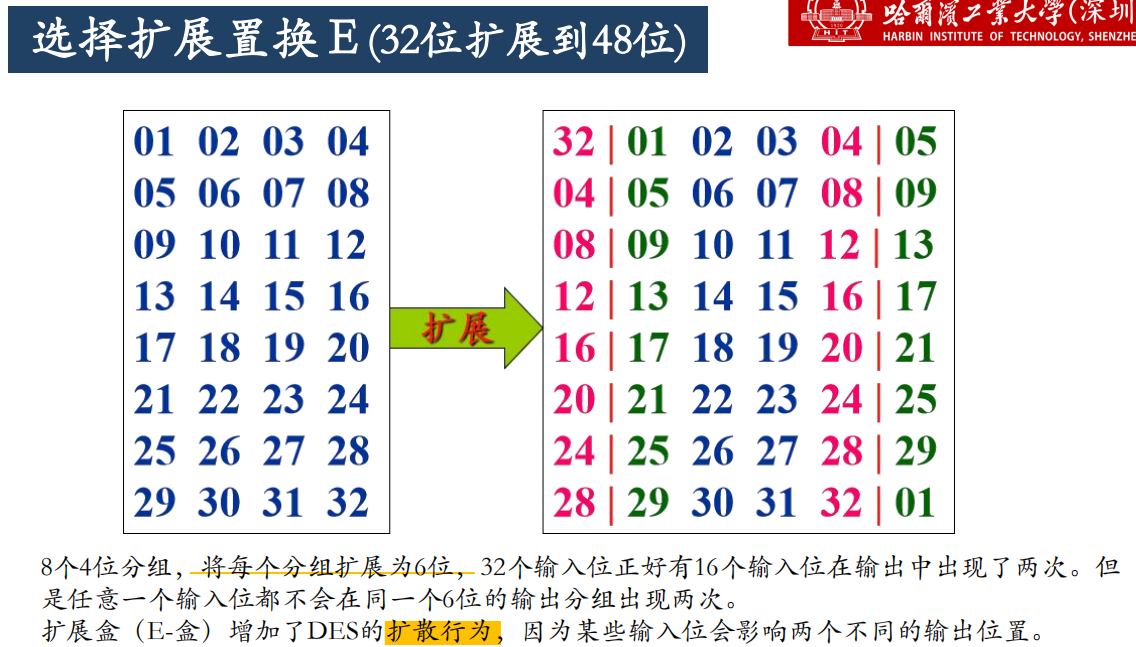 选择扩展置换E(32位扩展到48位)
哈爾濱工業大學(深圳
HARBIN INSTITUTE OF TECHNOLOGY, SHENZHE
HIT
01 02 03 04
05 06 07 08
09 10 11 12
13 14 15 16
17 18 19 20
21 22 23 24
25 26 27 28
29 30 31 32
扩展
32 | 01 02 03 04 | 05
04 | 05 06 07 08 | 09
08 | 09 10 11 12 | 13
12 | 13 14 15 16 | 17
16 | 17 18 19 20 | 21
20 | 21 22 23 24 | 25
24 | 25 26 27 28 | 29
28 | 29 30 31 32 | 01
8个4位分组，将每个分组扩展为6位，32个输入位正好有16个输入位在输出中出现了两次。但
是任意一个输入位都不会在同一个6位的输出分组出现两次。
扩展盒（E-盒）增加了DES的扩散行为，因为某些输入位会影响两个不同的输出位置。